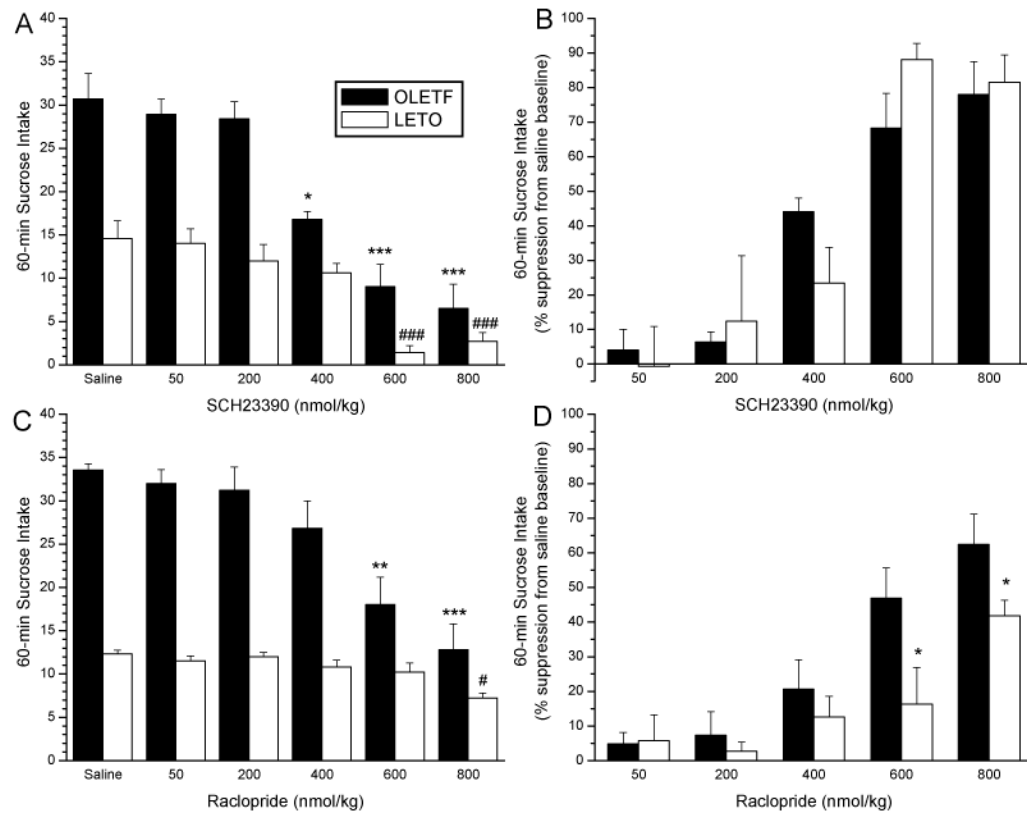 A
40
35
30
25
20
15
10
5
0
60-min Sucrose Intake
OLETF
LETO
*
***
***
###
###
Saline 50 200 400 600 800
SCH23390 (nmol/kg)
B
100
90
80
70
60
50
40
30
20
10
0
60-min Sucrose Intake
(% suppression from saline baseline)
50 200 400 600 800
SCH23390 (nmol/kg)
C
40
35
30
25
20
15
10
5
0
60-min Sucrose Intake
**
***
#
Saline 50 200 400 600 800
Raclopride (nmol/kg)
D
100
90
80
70
60
50
40
30
20
10
0
60-min Sucrose Intake
(% suppression from saline baseline)
*
*
50 200 400 600 800
Raclopride (nmol/kg)